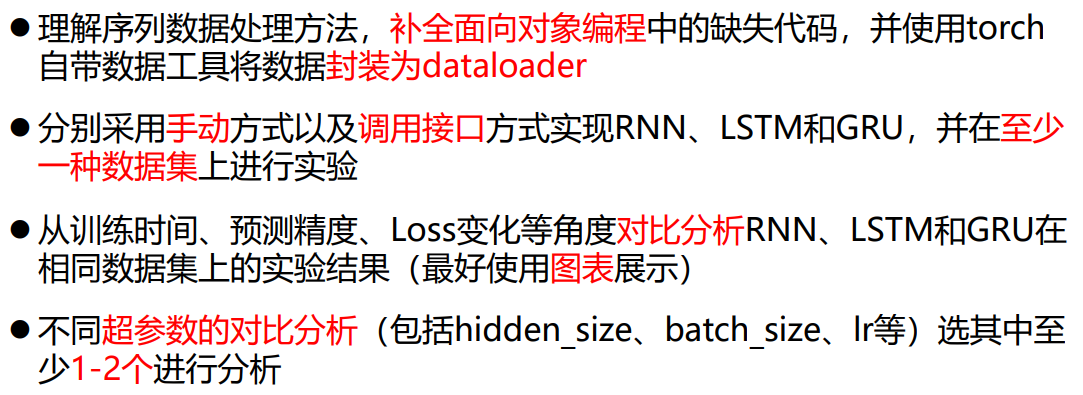 ● 理解序列数据处理方法，补全面向对象编程中的缺失代码，并使用torch
自带数据工具将数据封装为dataloader
● 分别采用手动方式以及调用接口方式实现RNN、LSTM和GRU，并在至少
一种数据集上进行实验
● 从训练时间、预测精度、Loss变化等角度对比分析RNN、LSTM和GRU在
相同数据集上的实验结果（最好使用图表展示）
● 不同超参数的对比分析（包括hidden_size、batch_size、lr等）选其中至
少1-2个进行分析